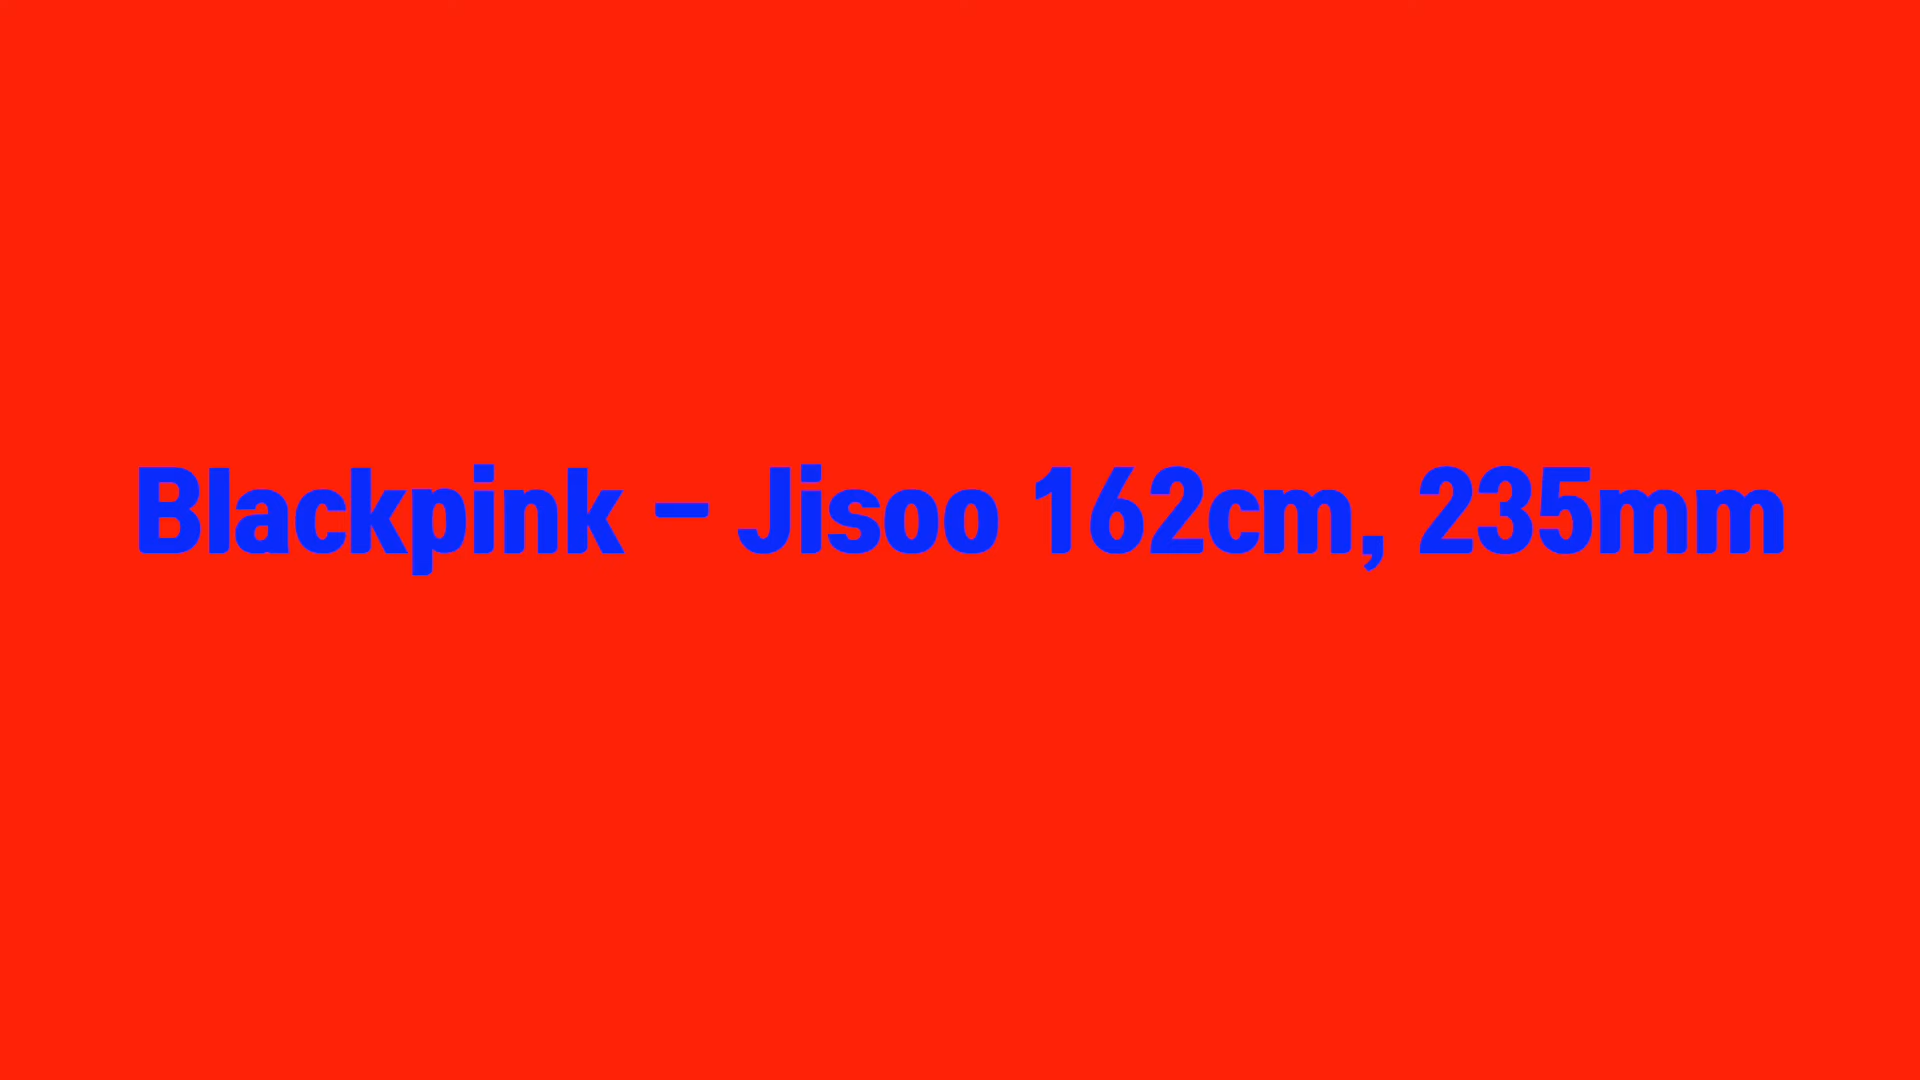 Blackpink – Jisoo 162cm, 235mm